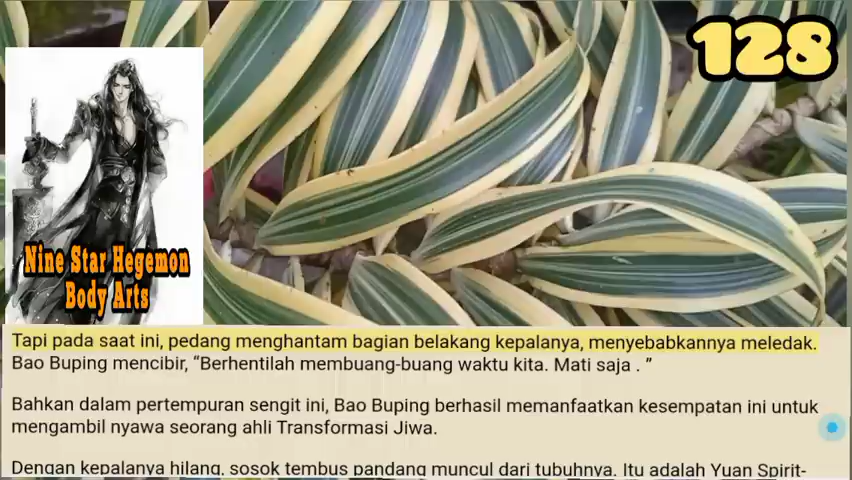 128
Nine Star Hegemon
Body Arts
Tapi pada saat ini, pedang menghantam bagian belakang kepalanya, menyebabkannya meledak.
Bao Buping mencibir, “Berhentilah membuang-buang waktu kita. Mati saja . ”
Bahkan dalam pertempuran sengit ini, Bao Buping berhasil memanfaatkan kesempatan ini untuk
mengambil nyawa seorang ahli Transformasi Jiwa.
Dengan kepalanya hilang, sosok tembus pandang muncul dari tubuhnya. Itu adalah Yuan Spirit-